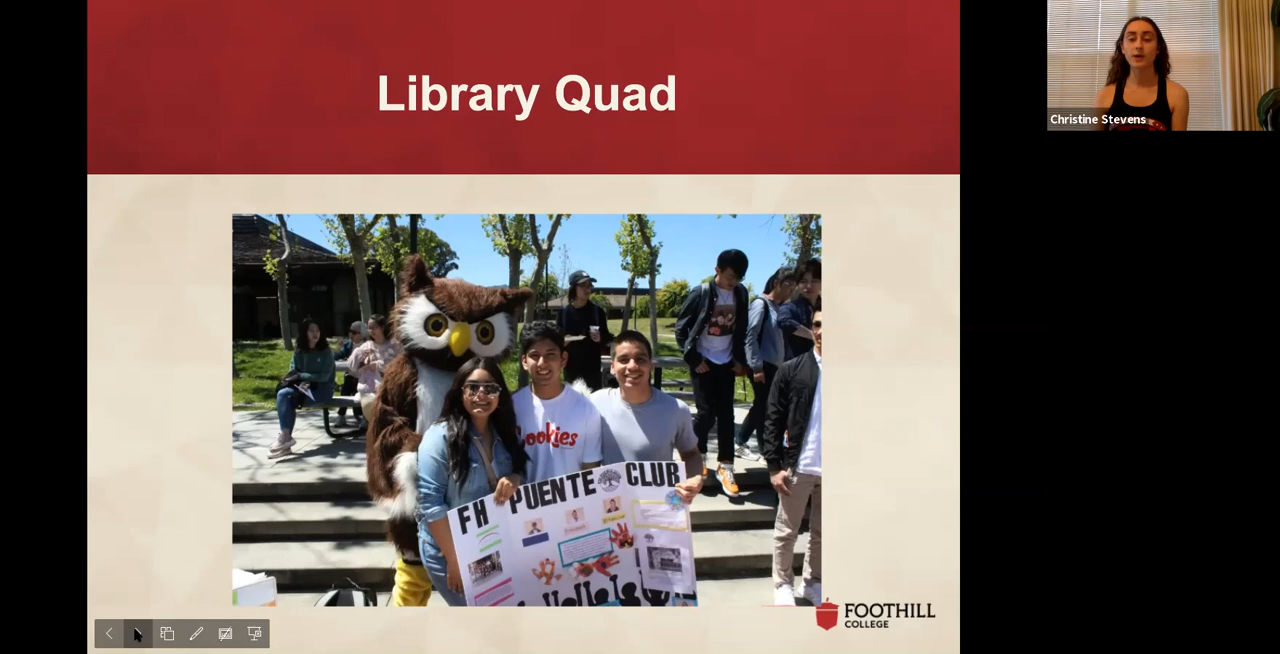 Library Quad
Christine Stevens
Cookies
FH PUENTE CLUB
FOOTHILL
COLLEGE